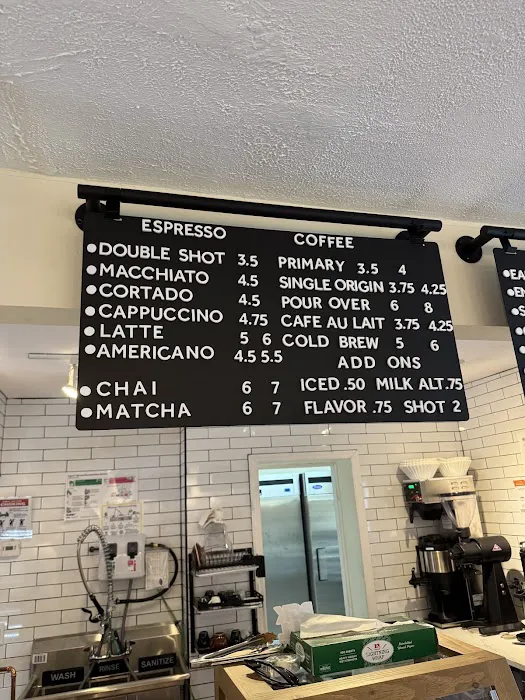 ESPRESSO
DOUBLE SHOT 3.5
MACCHIATO 4.5
CORTADO 4.5
CAPPUCCINO 4.75
LATTE 5 6
AMERICANO 4.5 5.5
CHAI 6 7
MATCHA 6 7
COFFEE
PRIMARY 3.5 4
SINGLE ORIGIN 3.75 4.25
POUR OVER 6 8
CAFE AU LAIT 3.75 4.25
COLD BREW 5 6
ADD ONS
ICED .50 MILK ALT .75
FLAVOR .75 SHOT 2
EA
EN
S
WASH
RINSE
SANITIZE